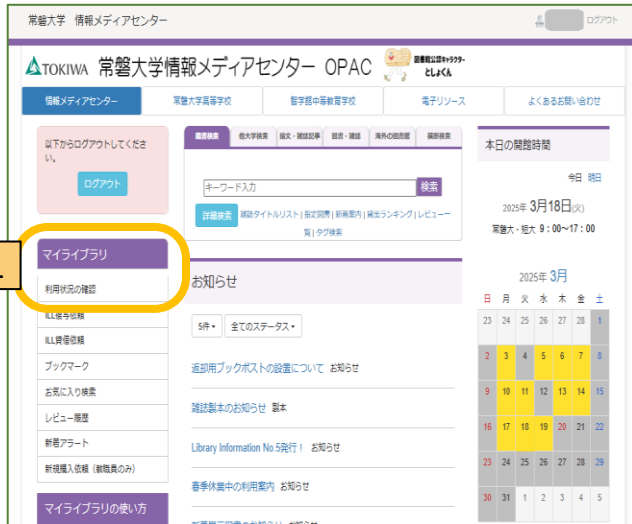 常磐大学 情報メディアセンター
ログアウト
TOKIWA 常磐大学情報メディアセンター OPAC
図書館公認キャラクター
としょくん
情報メディアセンター 常磐大学高等学校 智学館中等教育学校 電子リソース よくあるお問い合わせ
以下からログアウトしてください。
ログアウト
蔵書検索 他大学検索 論文・雑誌記事 図書・雑誌 海外の図書館 横断検索
キーワード入力 検索
詳細検索 雑誌タイトルリスト | 指定図書 | 新着案内 | 貸出ランキング | レビュー一
覧 | タグ検索
本日の開館時間
今日 明日
2025年 3月18日(火)
常磐大・短大 9:00～17:00
マイライブラリ
利用状況の確認
ILL複写依頼
ILL貸借依頼
ブックマーク
お気に入り検索
レビュー履歴
新着アラート
新規購入依頼（教職員のみ）
マイライブラリの使い方
お知らせ
5件 全てのステータス
返却用ブックポストの設置について お知らせ
雑誌製本のお知らせ 製本
Library Information No.5発行！ お知らせ
春季休業中の利用案内 お知らせ
2025年 3月
日 月 火 水 木 金 土
23 24 25 26 27 28 1
2 3 4 5 6 7 8
9 10 11 12 13 14 15
16 17 18 19 20 21 22
23 24 25 26 27 28 29
30 31 1 2 3 4 5